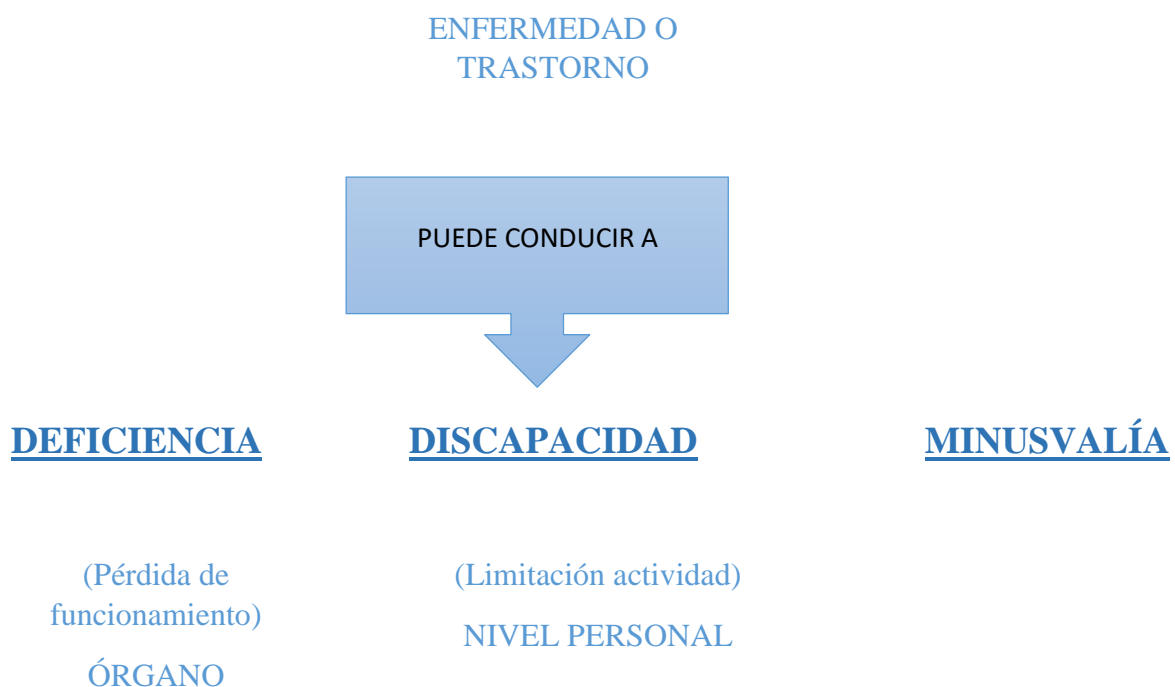 ENFERMEDAD O
TRASTORNO
PUEDE CONDUCIR A
DEFICIENCIA
DISCAPACIDAD
MINUSVALÍA
(Pérdida de
funcionamiento)
ÓRGANO
(Limitación actividad)
NIVEL PERSONAL